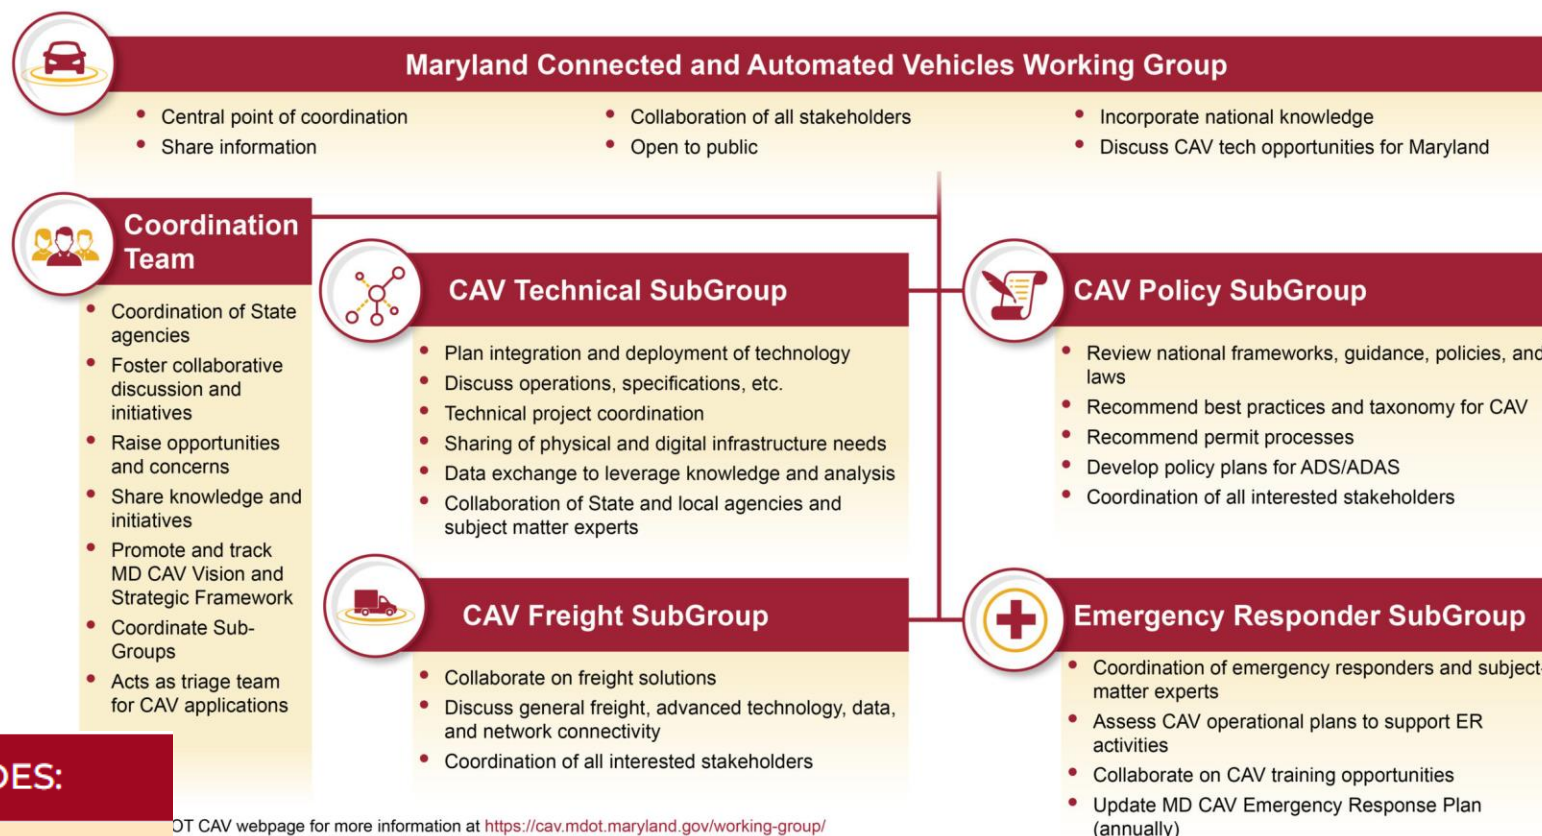 Maryland Connected and Automated Vehicles Working Group
• Central point of coordination
• Share information
• Collaboration of all stakeholders
• Open to public
• Incorporate national knowledge
• Discuss CAV tech opportunities for Maryland
Coordination
Team
• Coordination of State
agencies
• Foster collaborative
discussion and
initiatives
• Raise opportunities
and concerns
• Share knowledge and
initiatives
• Promote and track
MD CAV Vision and
Strategic Framework
• Coordinate Sub-
Groups
• Acts as triage team
for CAV applications
CAV Technical SubGroup
• Plan integration and deployment of technology
• Discuss operations, specifications, etc.
• Technical project coordination
• Sharing of physical and digital infrastructure needs
• Data exchange to leverage knowledge and analysis
• Collaboration of State and local agencies and
subject matter experts
CAV Policy SubGroup
• Review national frameworks, guidance, policies, and
laws
• Recommend best practices and taxonomy for CAV
• Recommend permit processes
• Develop policy plans for ADS/ADAS
• Coordination of all interested stakeholders
CAV Freight SubGroup
• Collaborate on freight solutions
• Discuss general freight, advanced technology, data,
and network connectivity
• Coordination of all interested stakeholders
Emergency Responder SubGroup
• Coordination of emergency responders and subject-
matter experts
• Assess CAV operational plans to support ER
activities
• Collaborate on CAV training opportunities
• Update MD CAV Emergency Response Plan
(annually)
CAV webpage for more information at https://cav.mdot.maryland.gov/working-group/